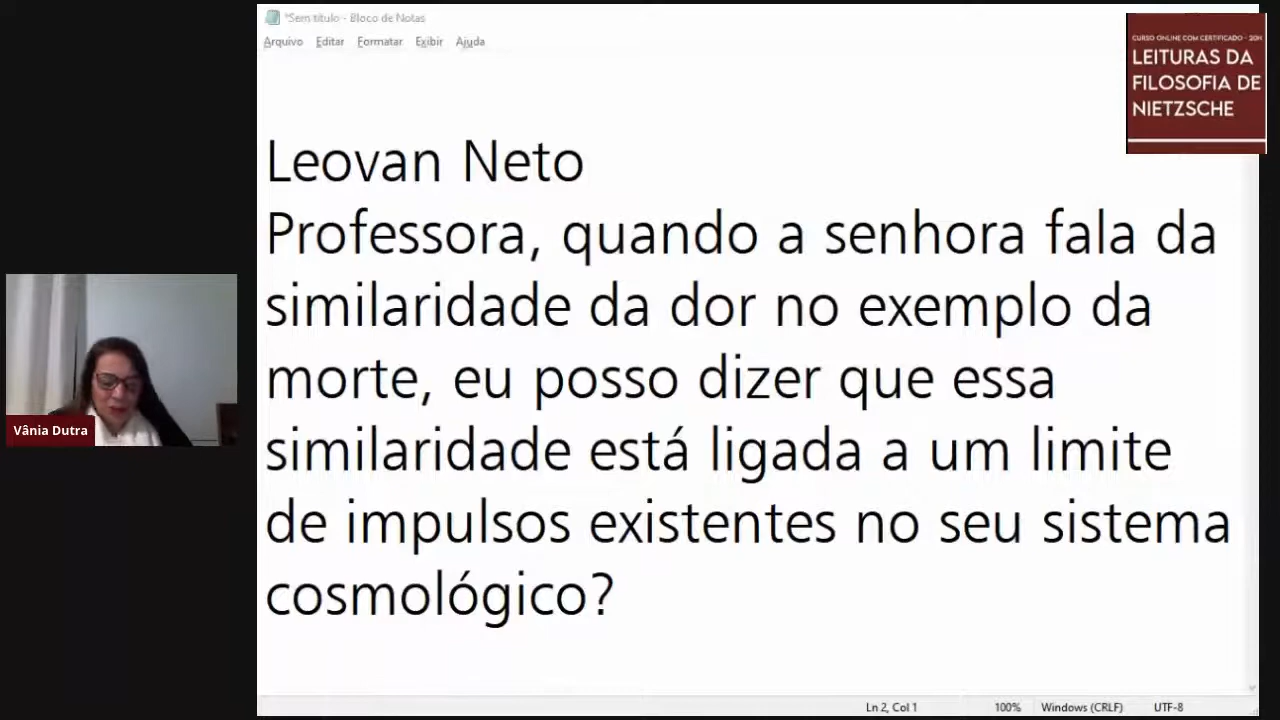 *Sem título - Bloco de Notas
Arquivo Editar Formatar Exibir Ajuda
CURSO ONLINE COM CERTIFICADO - 20H
LEITURAS DA
FILOSOFIA DE
NIETZSCHE
Leovan Neto
Professora, quando a senhora fala da
similaridade da dor no exemplo da
morte, eu posso dizer que essa
similaridade está ligada a um limite
de impulsos existentes no seu sistema
cosmológico?
Vânia Dutra
Ln 2, Col 1 100% Windows (CRLF) UTF-8